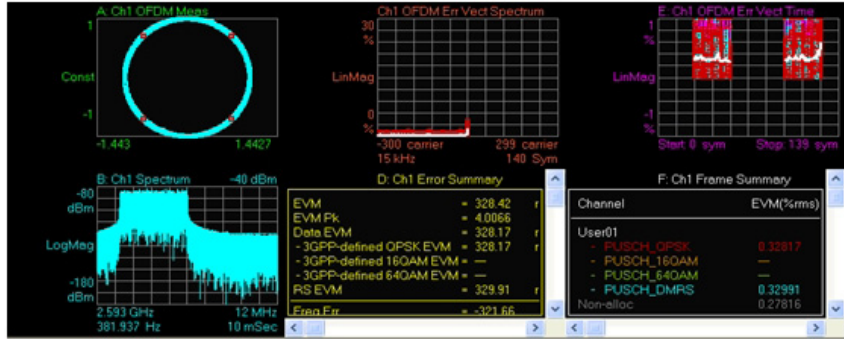 A: Ch1 OFDM Meas
1
Const
-1
-1.443 1.4427
Ch1 OFDM Err Vect Spectrum
30
%
LinMag
0
%
-300 carrier 299 carrier
15 kHz 140 Sym
E: Ch1 OFDM Err Vect Time
1
%
LinMag
-1
%
Start: 0 sym Stop: 139 sym
B: Ch1 Spectrum -40 dBm
-80
dBm
LogMag
-180
dBm
2.593 GHz 12 MHz
381.937 Hz 10 mSec
D: Ch1 Error Summary
EVM = 328.42 r
EVM Pk = 4.0066
Data EVM = 328.17 r
- 3GPP-defined QPSK EVM = 328.17 r
- 3GPP-defined 16QAM EVM = —
- 3GPP-defined 64QAM EVM = —
RS EVM = 329.91 r
Freq Err = -321.66
F: Ch1 Frame Summary
Channel EVM(%rms)
User01
- PUSCH_QPSK 0.32817
- PUSCH_16QAM —
- PUSCH_64QAM —
- PUSCH_DMRS 0.32991
Non-alloc 0.27816